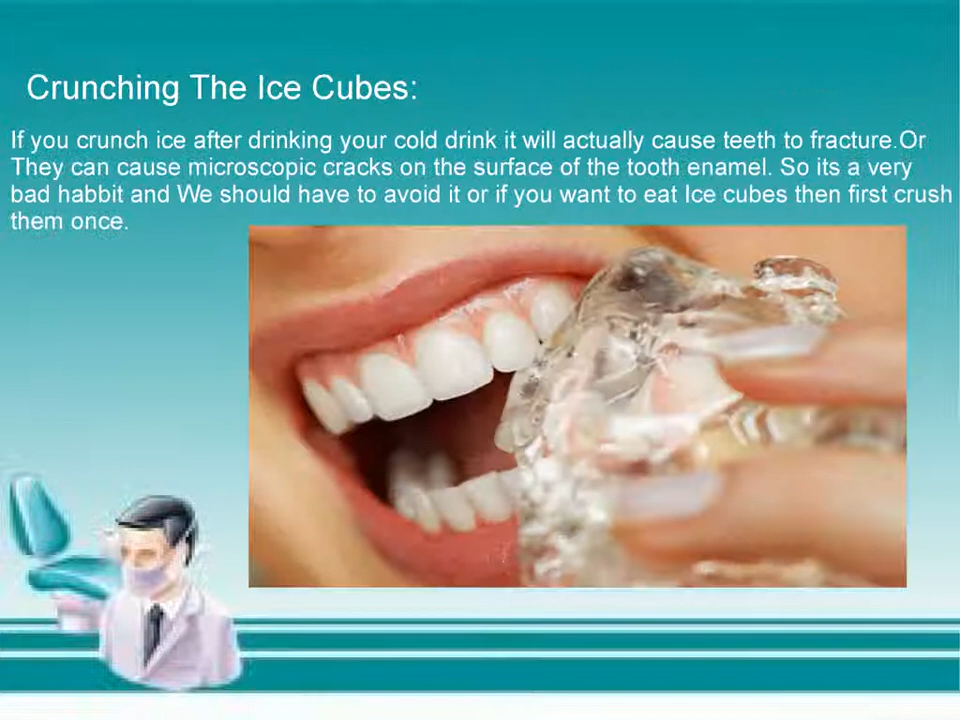 Crunching The Ice Cubes:
If you crunch ice after drinking your cold drink it will actually cause teeth to fracture.Or
They can cause microscopic cracks on the surface of the tooth enamel. So its a very
bad habbit and We should have to avoid it or if you want to eat Ice cubes then first crush
them once.